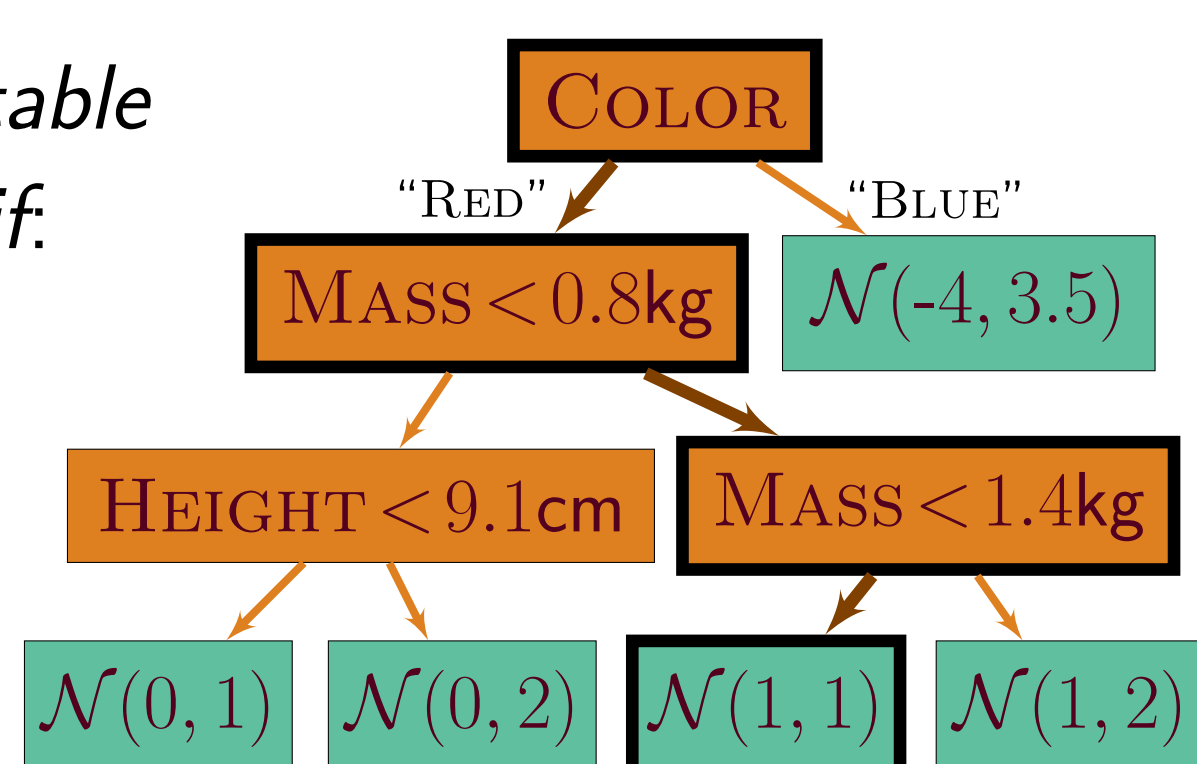 table
if:
COLOR
“RED” “BLUE”
MASS<0.8kg
𝒩(-4, 3.5)
HEIGHT<9.1cm
MASS<1.4kg
𝒩(0, 1)
𝒩(0, 2)
𝒩(1, 1)
𝒩(1, 2)